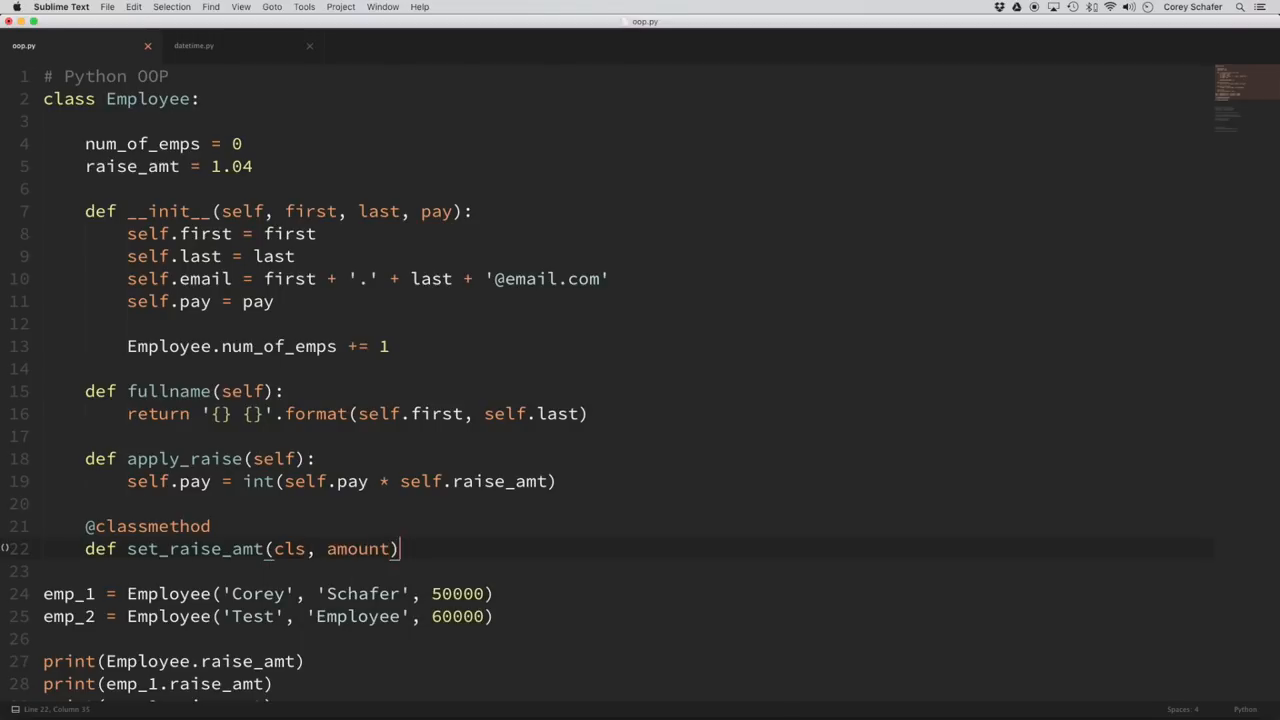 Sublime Text File Edit Selection Find View Goto Tools Project Window Help Corey Schafer
oop.py
oop.py datetime.py
1 # Python OOP
2 class Employee:
3
4 num_of_emps = 0
5 raise_amt = 1.04
6
7 def __init__(self, first, last, pay):
8 self.first = first
9 self.last = last
10 self.email = first + '.' + last + '@email.com'
11 self.pay = pay
12
13 Employee.num_of_emps += 1
14
15 def fullname(self):
16 return '{} {}'.format(self.first, self.last)
17
18 def apply_raise(self):
19 self.pay = int(self.pay * self.raise_amt)
20
21 @classmethod
22 def set_raise_amt(cls, amount)
23
24 emp_1 = Employee('Corey', 'Schafer', 50000)
25 emp_2 = Employee('Test', 'Employee', 60000)
26
27 print(Employee.raise_amt)
28 print(emp_1.raise_amt)
Line 22, Column 35 Spaces: 4 Python